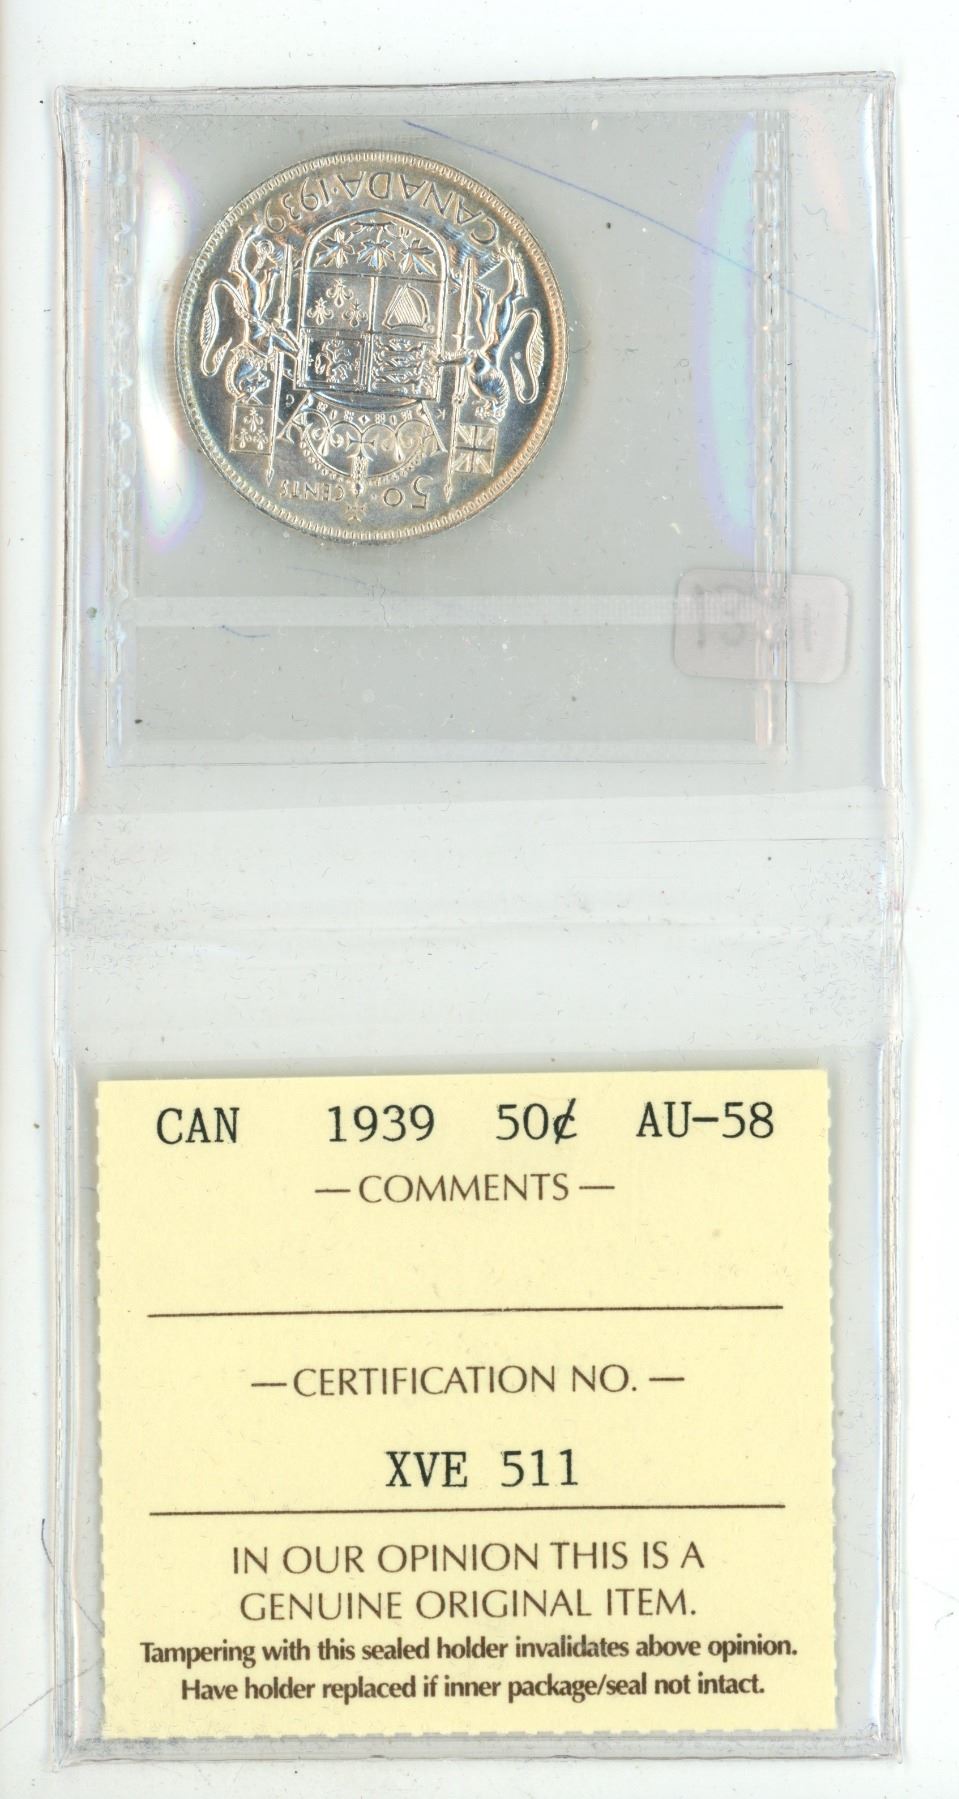 CANADA · 1939
K G
50 CENTS
CAN 1939 50¢ AU-58
— COMMENTS —
— CERTIFICATION NO. —
XVE 511
IN OUR OPINION THIS IS A
GENUINE ORIGINAL ITEM.
Tampering with this sealed holder invalidates above opinion.
Have holder replaced if inner package/seal not intact.